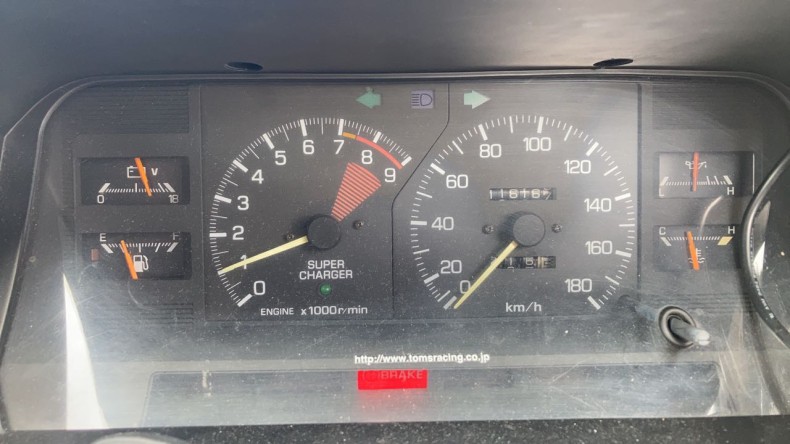 V
0 18
E F
0 1 2 3 4 5 6 7 8 9
SUPER
CHARGER
ENGINE x1000r/min
0 20 40 60 80 100 120 140 160 180
km/h
H
C H
http://www.tomsracing.co.jp
BRAKE